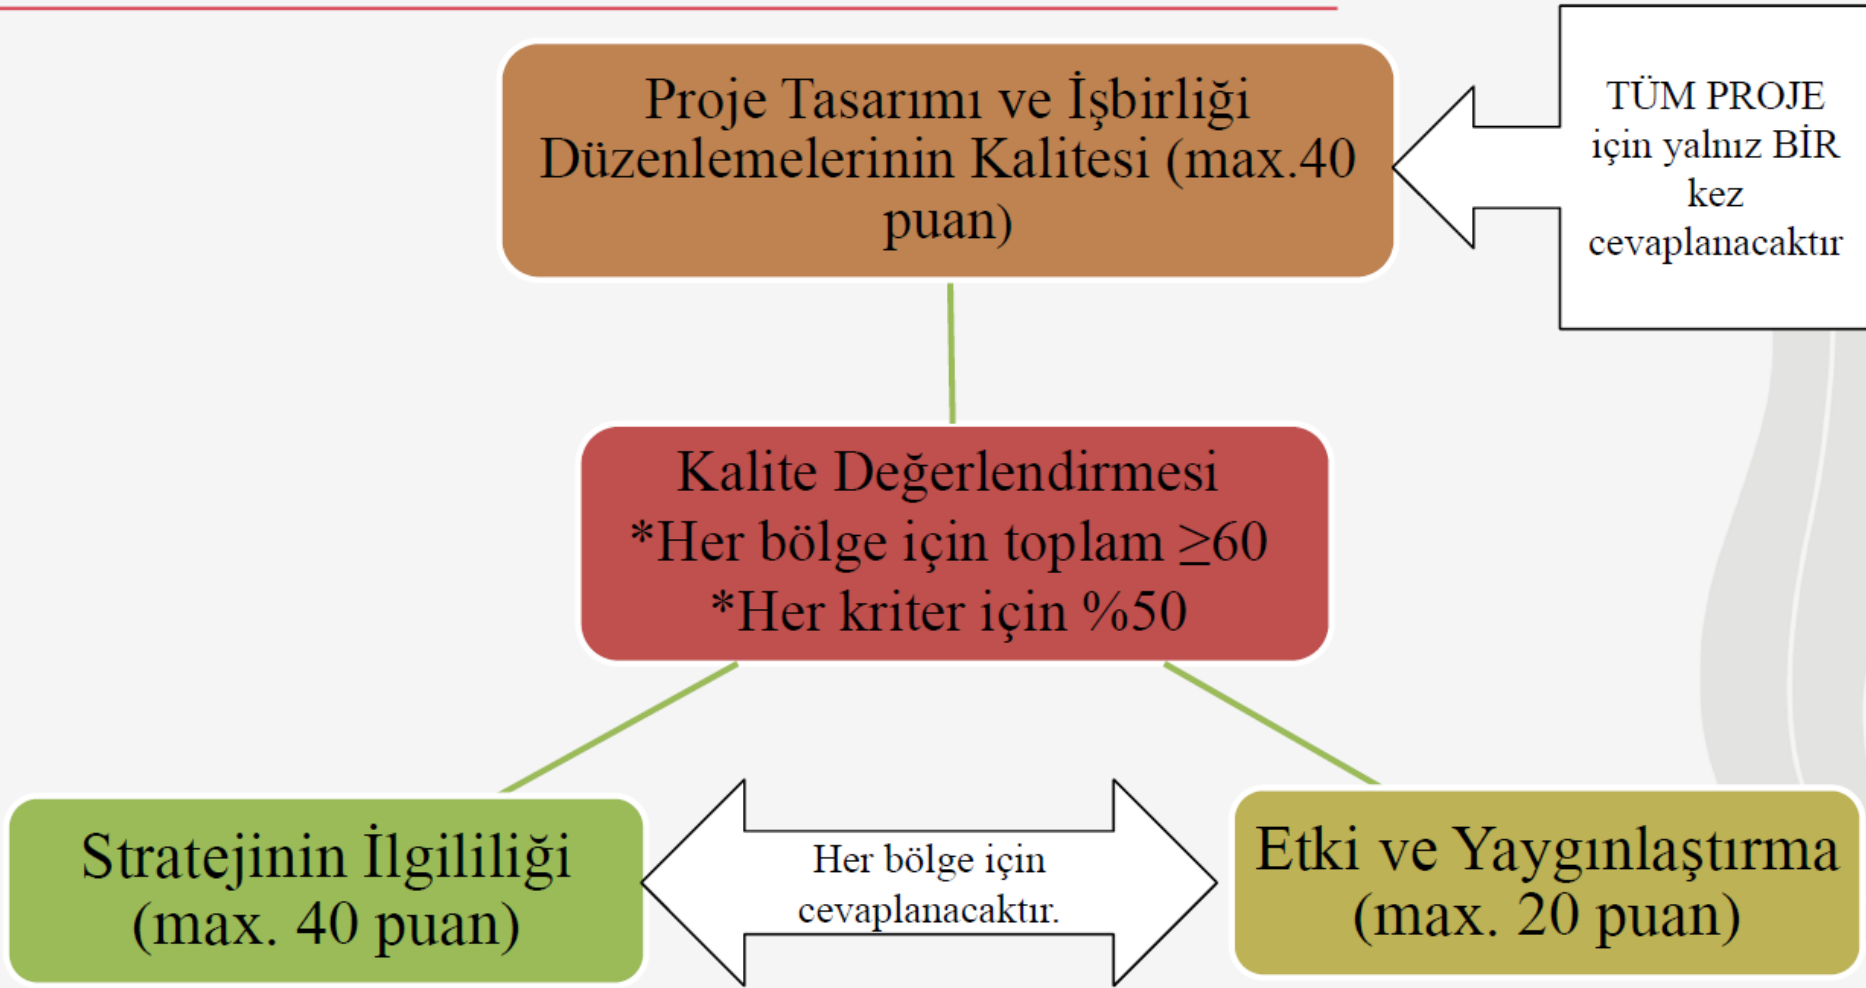 Proje Tasarımı ve İşbirliği
Düzenlemelerinin Kalitesi (max.40
puan)
TÜM PROJE
için yalnız BİR
kez
cevaplanacaktır
Kalite Değerlendirmesi
*Her bölge için toplam ≥60
*Her kriter için %50
Stratejinin İlgililiği
(max. 40 puan)
Her bölge için
cevaplanacaktır.
Etki ve Yaygınlaştırma
(max. 20 puan)